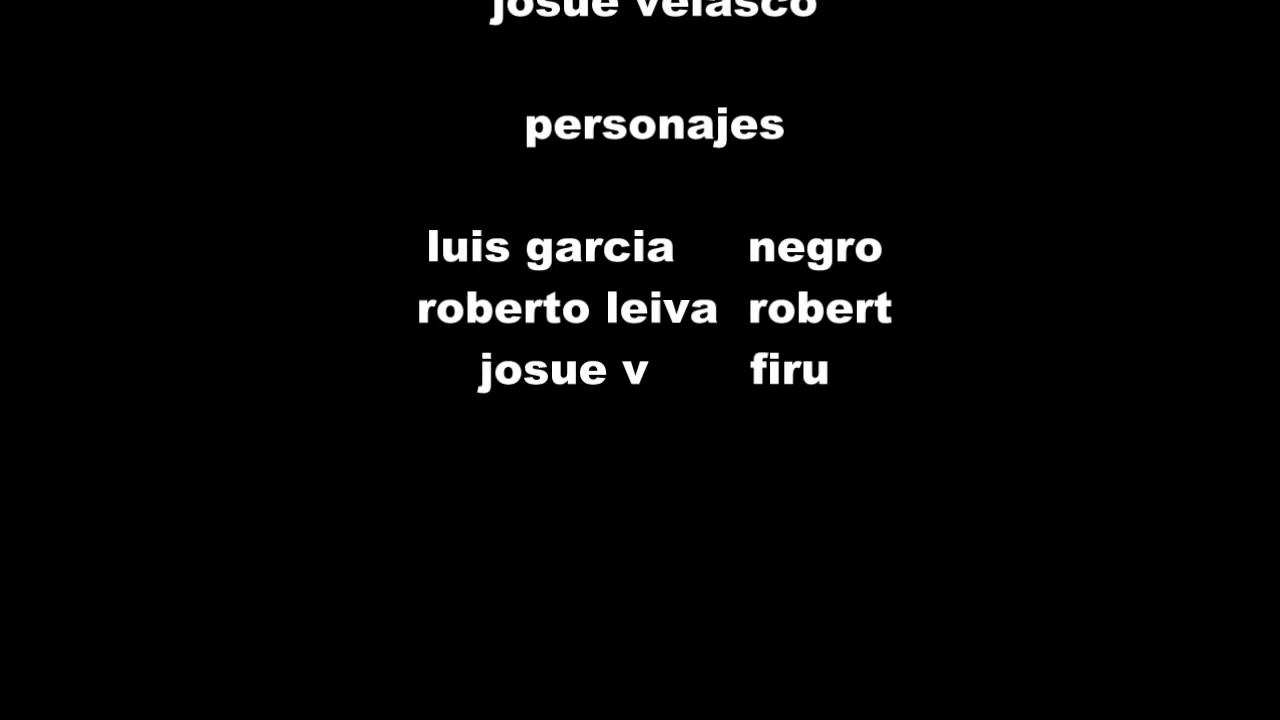 josue velasco
personajes
luis garcia negro
roberto leiva robert
josue v firu